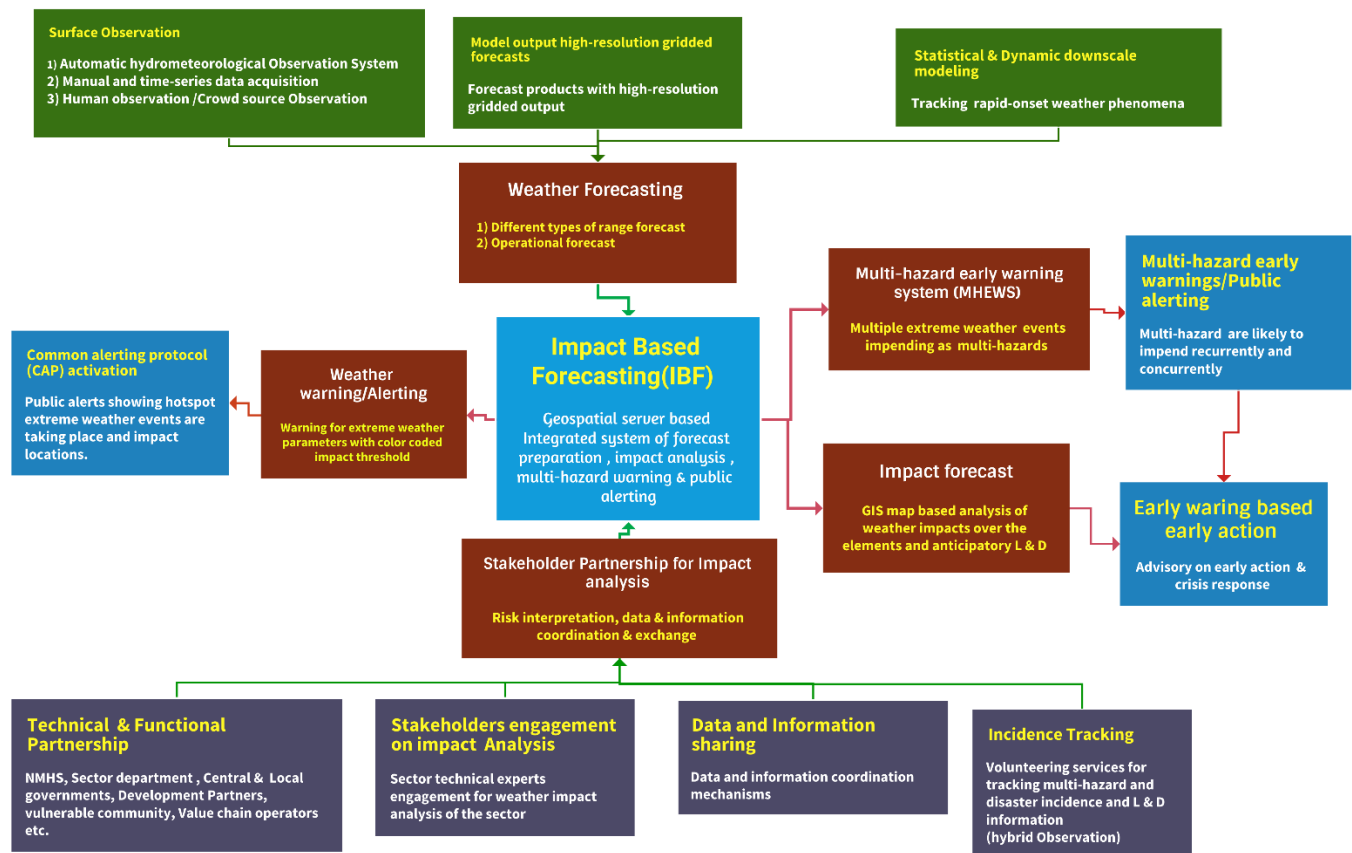 Surface Observation
1) Automatic hydrometeorological Observation System
2) Manual and time-series data acquisition
3) Human observation /Crowd source Observation
Model output high-resolution gridded
forecasts
Forecast products with high-resolution
gridded output
Statistical & Dynamic downscale
modeling
Tracking rapid-onset weather phenomena
Weather Forecasting
1) Different types of range forecast
2) Operational forecast
Multi-hazard early warning
system (MHEWS)
Multiple extreme weather events
impending as multi-hazards
Multi-hazard early
warnings/Public
alerting
Multi-hazard are likely to
impend recurrently and
concurrently
Common alerting protocol
(CAP) activation
Public alerts showing hotspot
extreme weather events are
taking place and impact
locations.
Weather
warning/Alerting
Warning for extreme weather
parameters with color coded
impact threshold
Impact Based
Forecasting(IBF)
Geospatial server based
Integrated system of forecast
preparation , impact analysis ,
multi-hazard warning & public
alerting
Impact forecast
GIS map based analysis of
weather impacts over the
elements and anticipatory L & D
Early waring based
early action
Advisory on early action &
crisis response
Stakeholder Partnership for Impact
analysis
Risk interpretation, data & information
coordination & exchange
Technical & Functional
Partnership
NMHS, Sector department , Central & Local
governments, Development Partners,
vulnerable community, Value chain operators
etc.
Stakeholders engagement
on impact Analysis
Sector technical experts
engagement for weather impact
analysis of the sector
Data and Information
sharing
Data and information coordination
mechanisms
Incidence Tracking
Volunteering services for
tracking multi-hazard and
disaster incidence and L & D
information
(hybrid Observation)